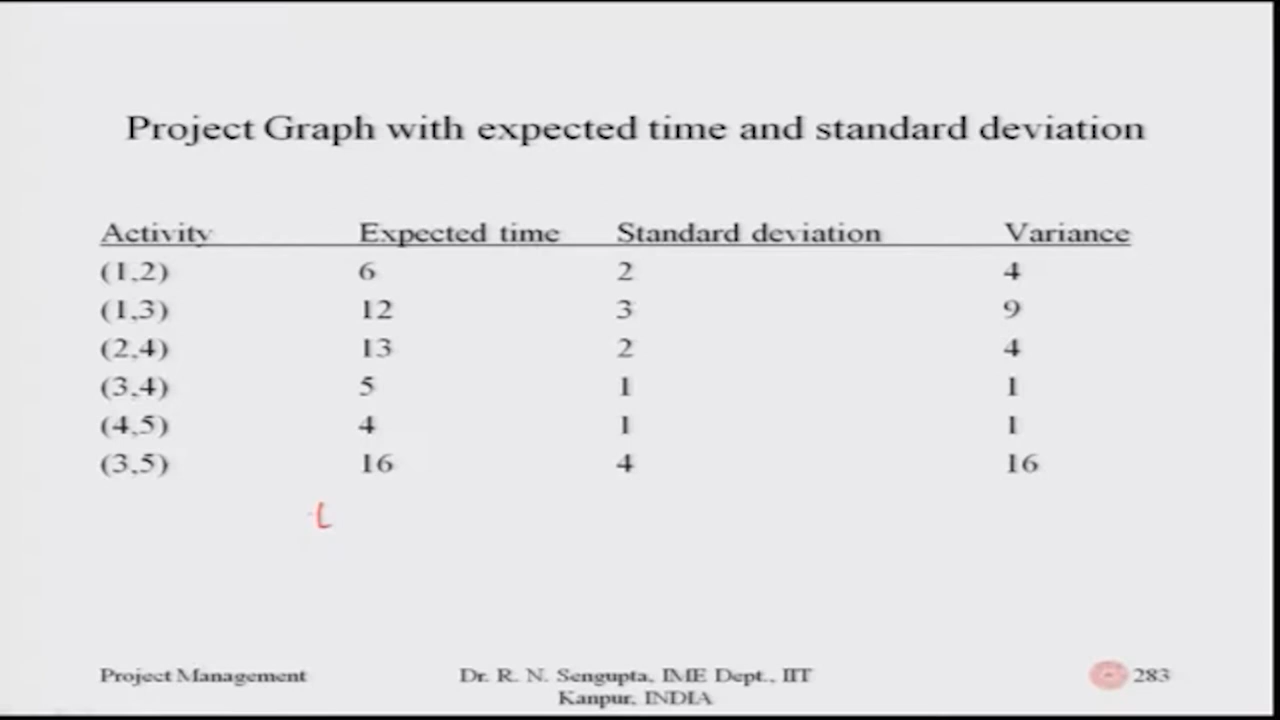 Project Graph with expected time and standard deviation
Activity Expected time Standard deviation Variance
(1,2) 6 2 4
(1,3) 12 3 9
(2,4) 13 2 4
(3,4) 5 1 1
(4,5) 4 1 1
(3,5) 16 4 16
Project Management Dr. R. N. Sengupta, IME Dept., IIT Kanpur, INDIA 283